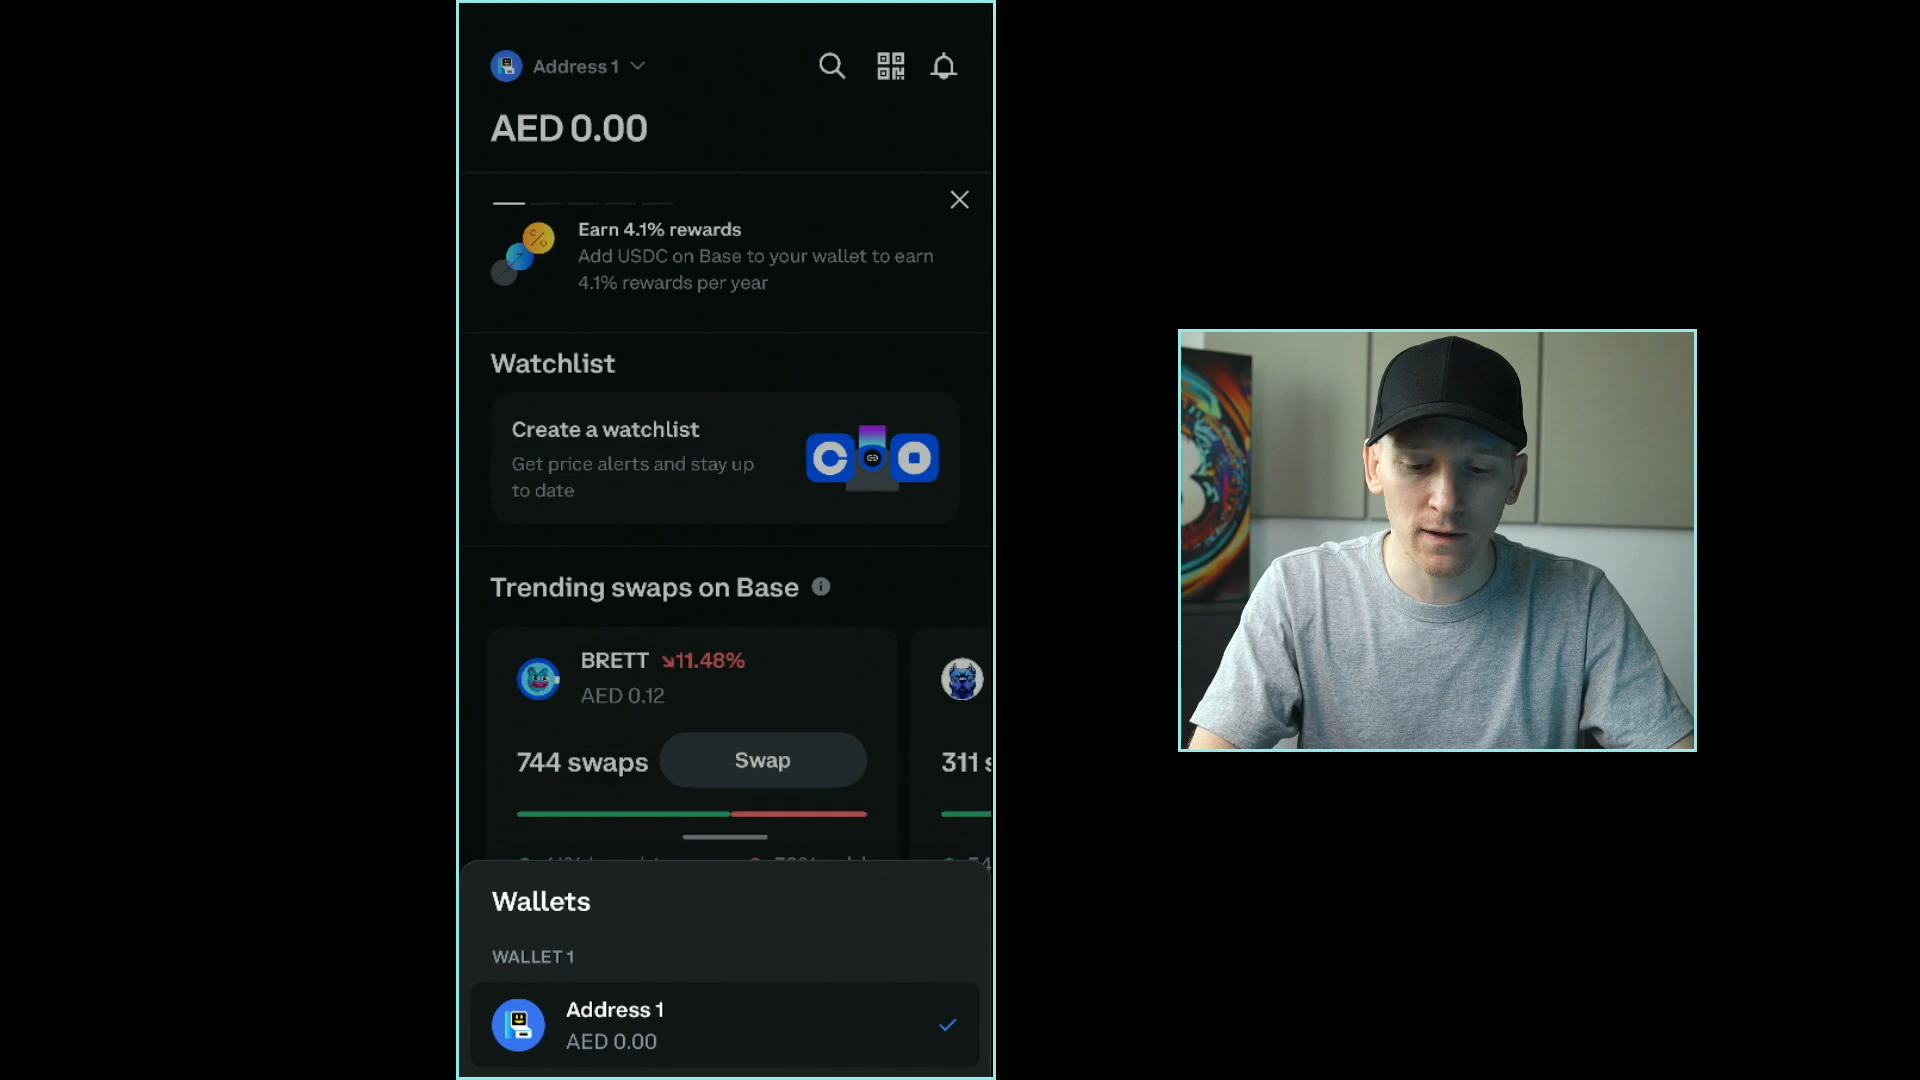 Address 1
AED 0.00
Earn 4.1% rewards
Add USDC on Base to your wallet to earn
4.1% rewards per year
Watchlist
Create a watchlist
Get price alerts and stay up
to date
Trending swaps on Base
BRETT 11.48%
AED 0.12
744 swaps
Swap
311 s
Wallets
WALLET 1
Address 1
AED 0.00